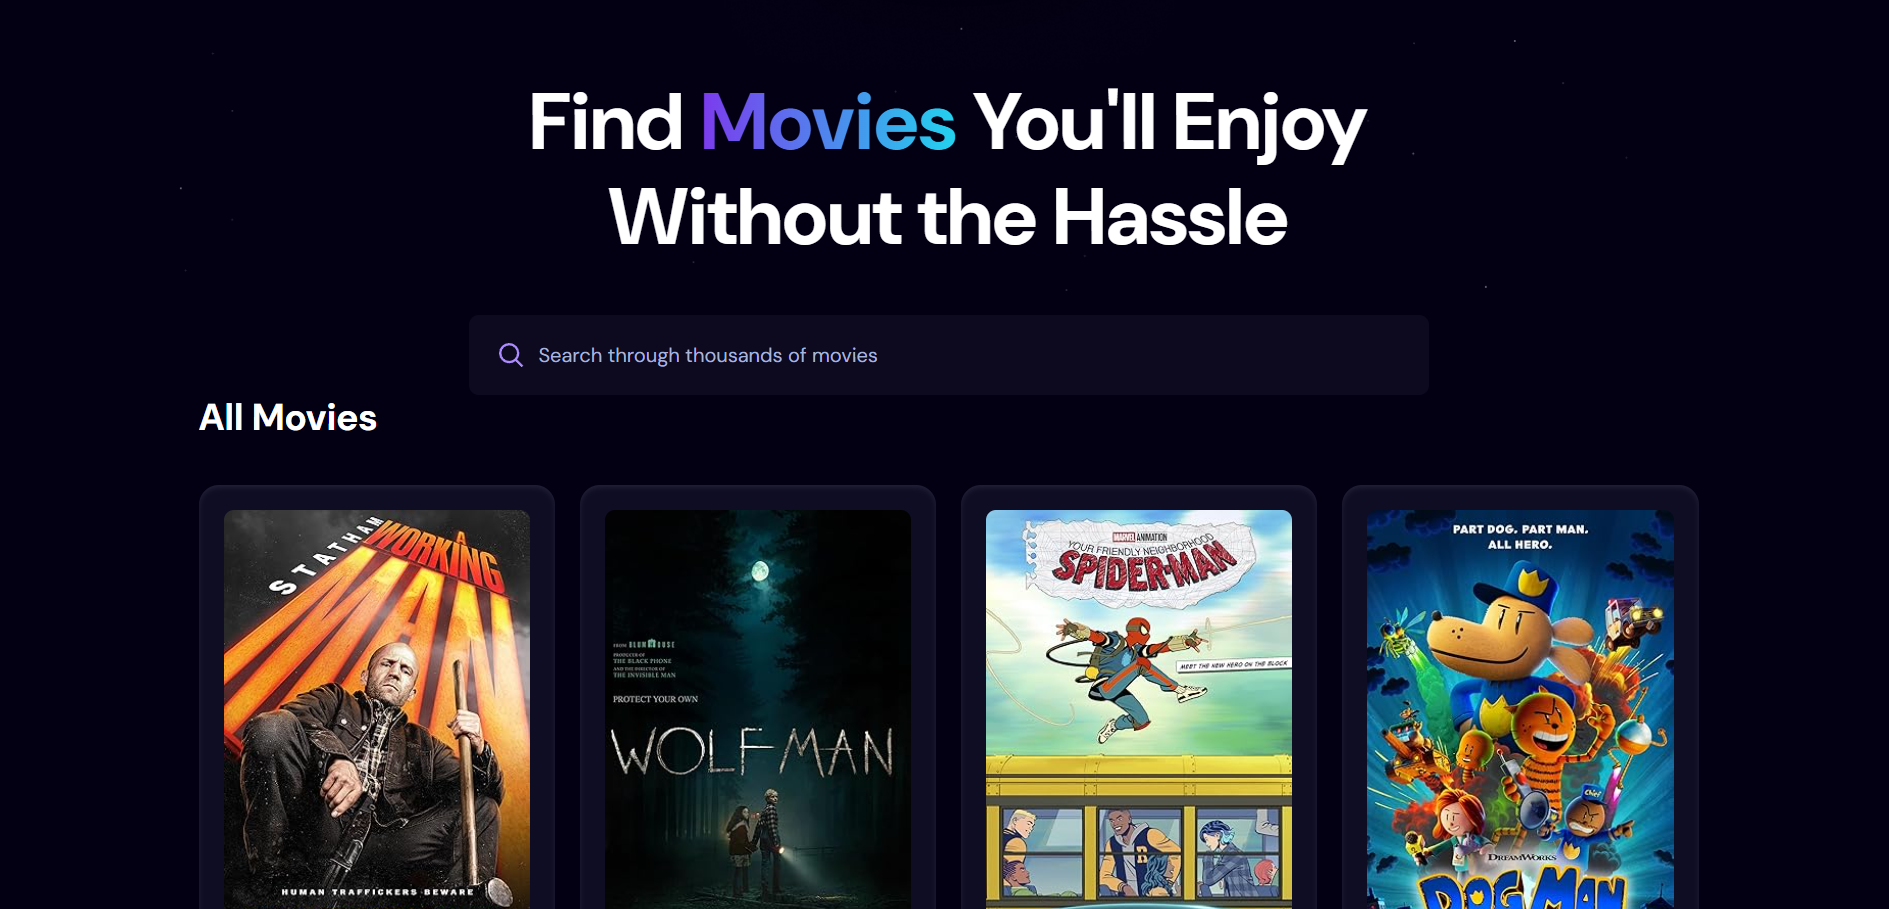 Find Movies You'll Enjoy
Without the Hassle
Search through thousands of movies
All Movies
STATHAM
A
WORKING
MAN
HUMAN TRAFFICKERS BEWARE
FROM BLUMHOUSE
PRODUCER OF
THE BLACK PHONE
AND THE DIRECTOR OF
THE INVISIBLE MAN
PROTECT YOUR OWN
WOLF MAN
MARVEL ANIMATION
YOUR FRIENDLY NEIGHBORHOOD
SPIDER-MAN
MEET THE NEW HERO ON THE BLOCK
PART DOG. PART MAN.
ALL HERO.
Chief
DREAMWORKS
DOG MAN